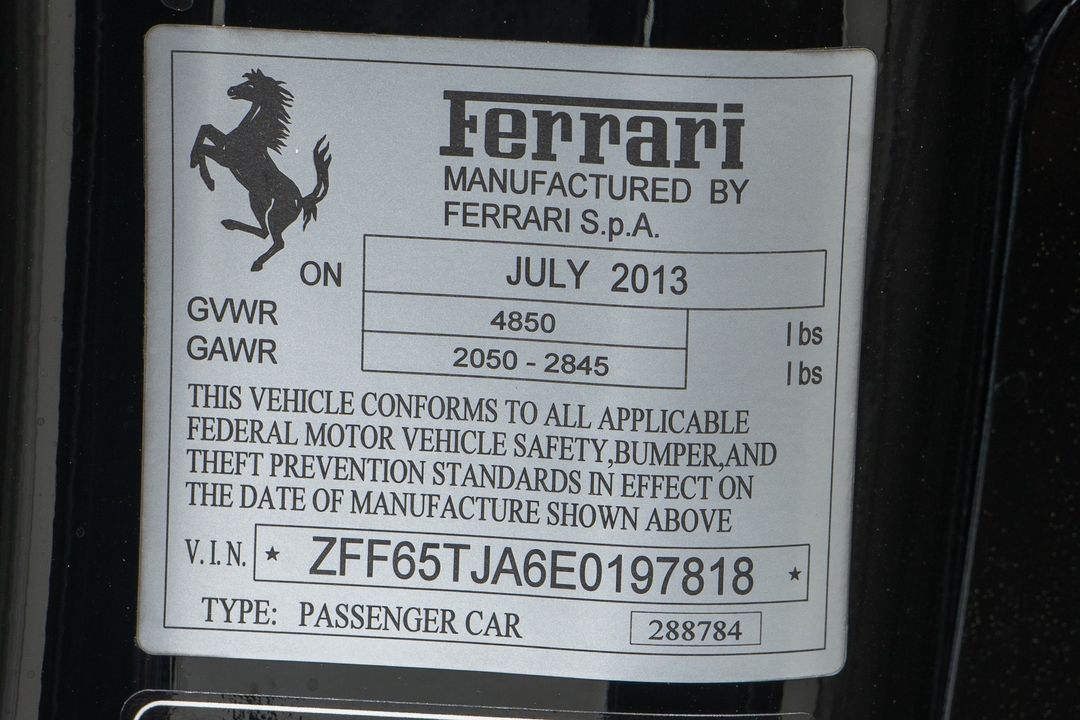 Ferrari
MANUFACTURED BY
FERRARI S.p.A.
ON JULY 2013
GVWR 4850 lbs
GAWR 2050 - 2845 lbs
THIS VEHICLE CONFORMS TO ALL APPLICABLE
FEDERAL MOTOR VEHICLE SAFETY,BUMPER,AND
THEFT PREVENTION STANDARDS IN EFFECT ON
THE DATE OF MANUFACTURE SHOWN ABOVE
V.I.N. ★ ZFF65TJA6E0197818 ★
TYPE: PASSENGER CAR 288784